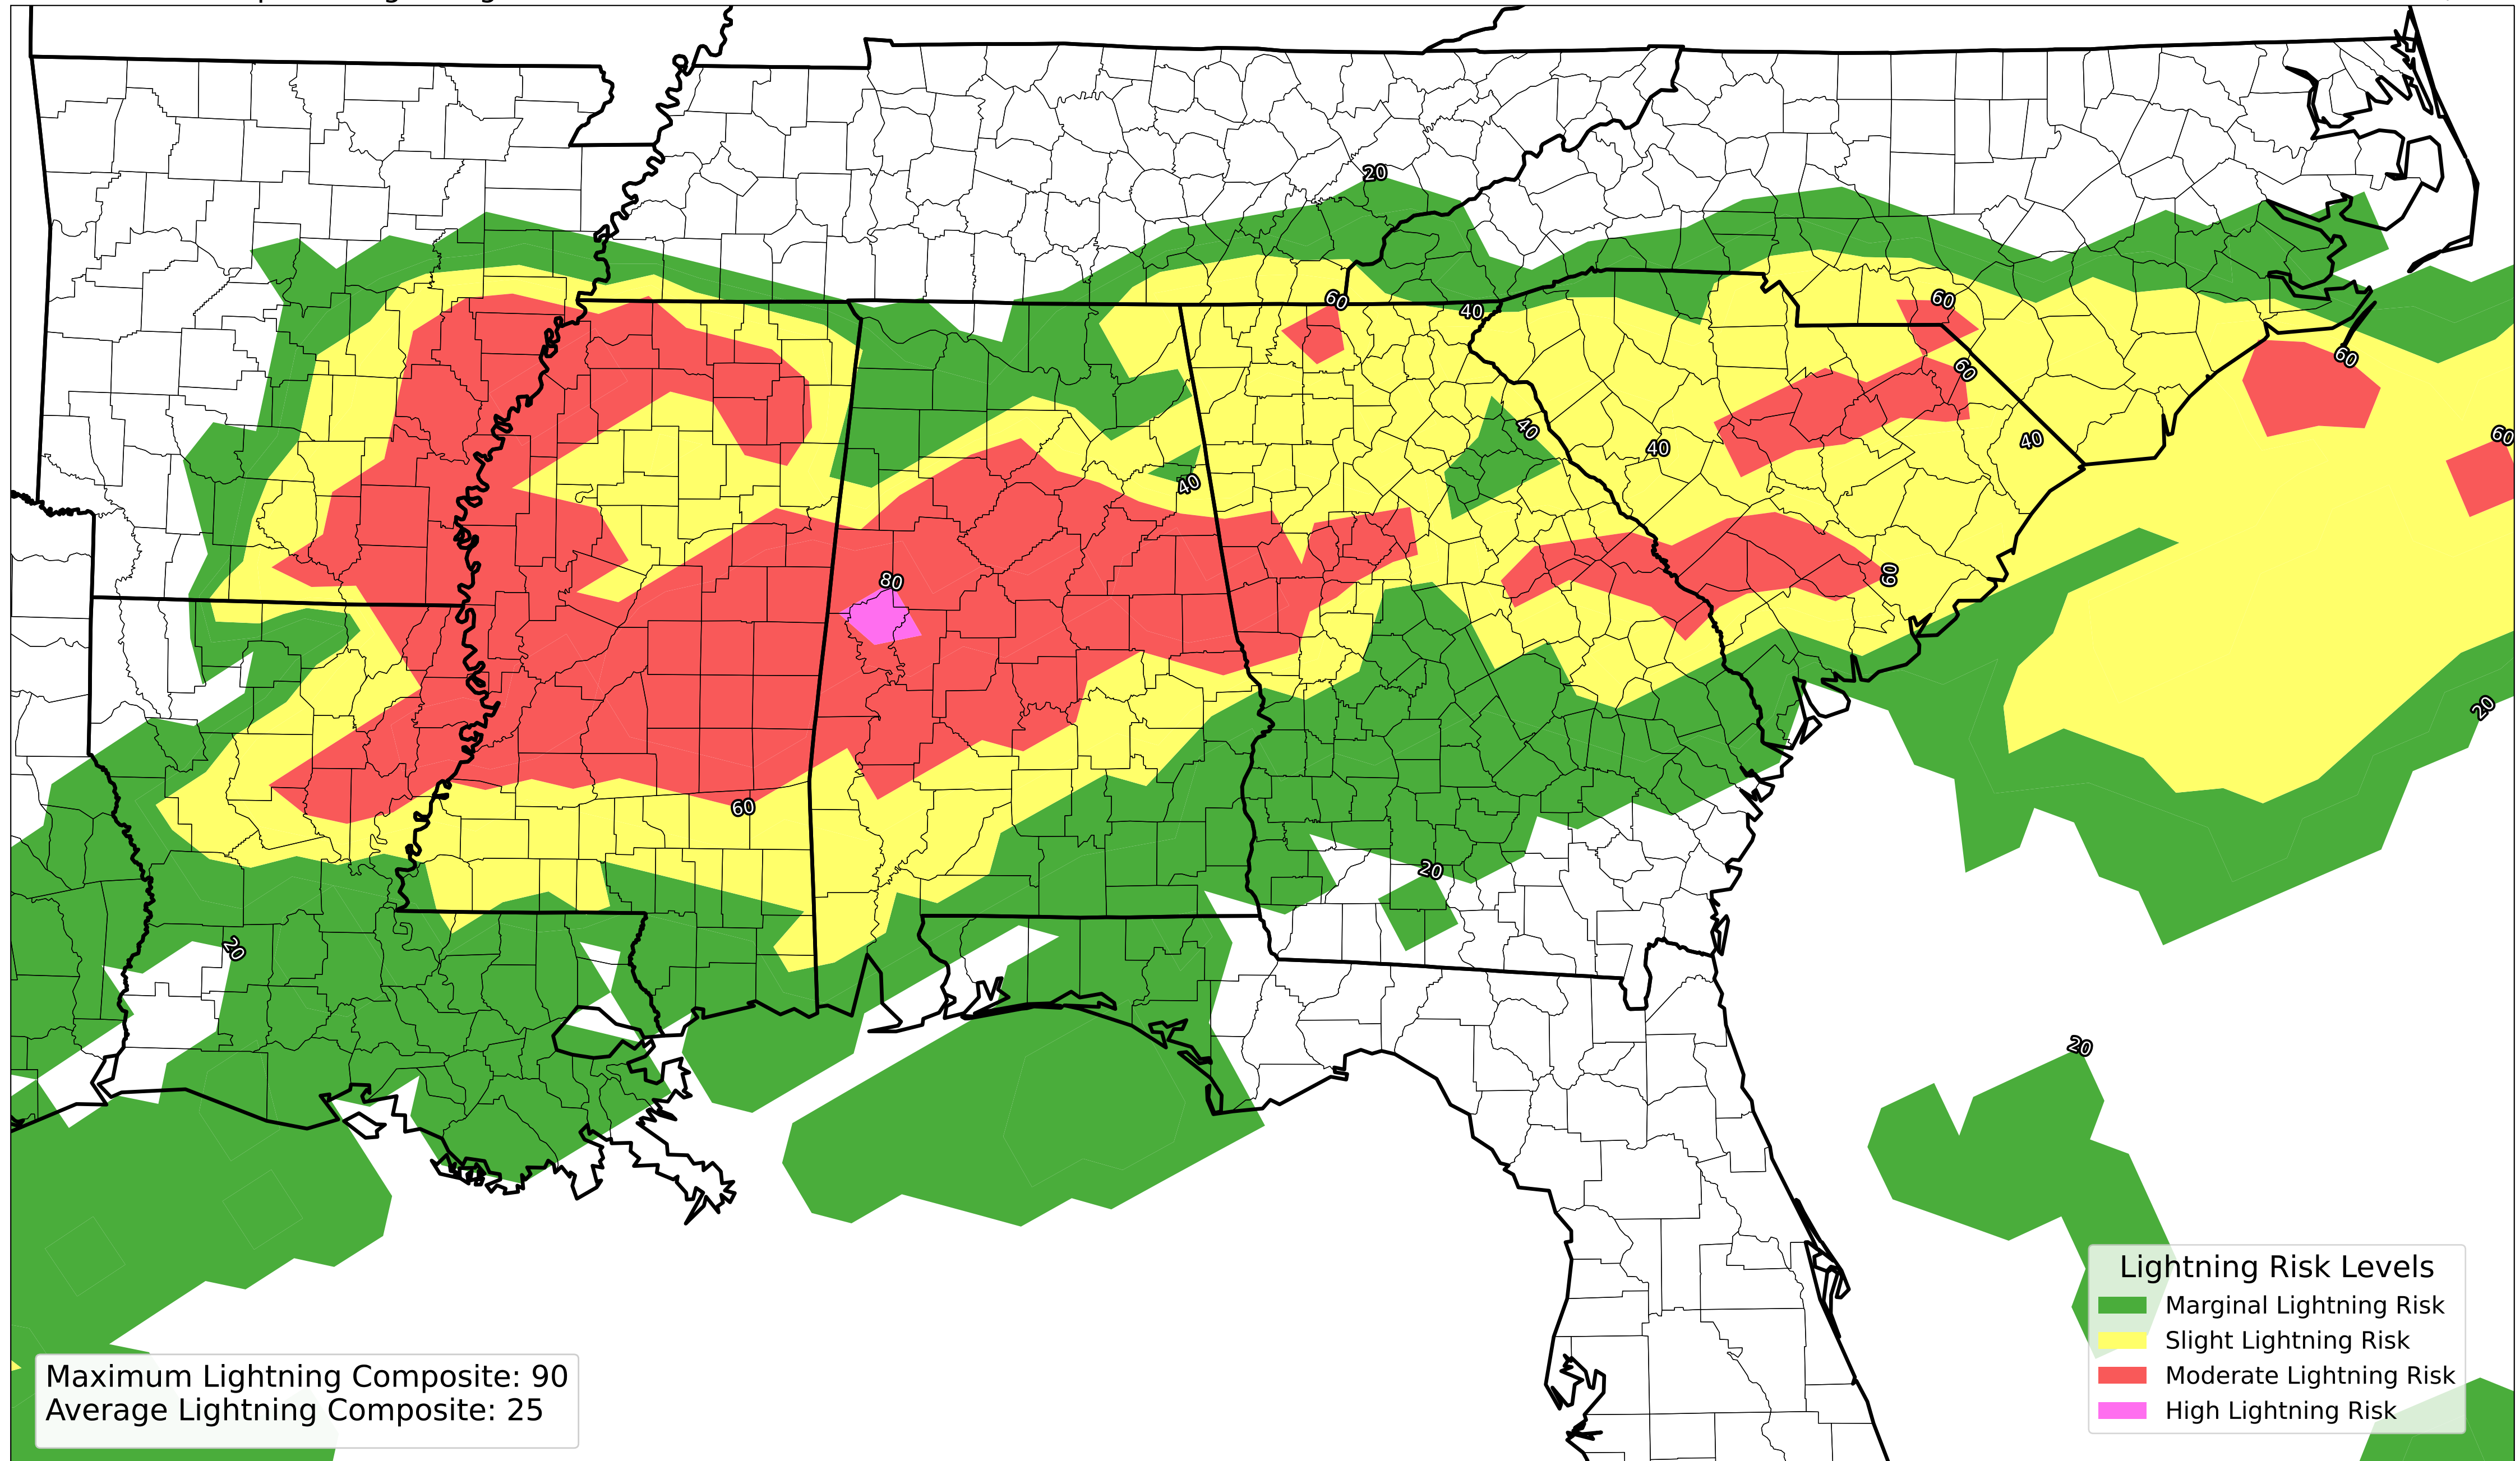 20
60
60
40
60
60
40
60
40
40
40
80
60
20
60
20
20
20
Lightning Risk Levels
Marginal Lightning Risk
Slight Lightning Risk
Moderate Lightning Risk
High Lightning Risk
Maximum Lightning Composite: 90
Average Lightning Composite: 25